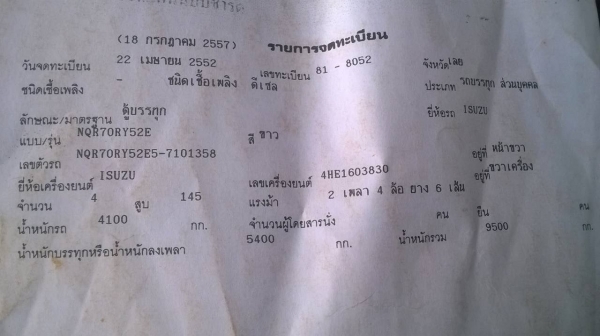 (18 กรกฎาคม 2557) รายการจดทะเบียน
วันจดทะเบียน 22 เมษายน 2552 เลขทะเบียน 81 - 8052 จังหวัดเลย
ชนิดเชื้อเพลิง - ชนิดเชื้อเพลิง ดีเซล ประเภท รถบรรทุก ส่วนบุคคล
ลักษณะ/มาตรฐาน ตู้บรรทุก ยี่ห้อรถ ISUZU
แบบ/รุ่น NQR70RY52E สี ขาว
เลขตัวรถ NQR70RY52E5-7101358 อยู่ที่ หน้าขวา
ยี่ห้อเครื่องยนต์ ISUZU เลขเครื่องยนต์ 4HE1603830 อยู่ที่ ขวาเครื่อง
จำนวน 4 สูบ 145 แรงม้า 2 เพลา 4 ล้อ ยาง 6 เส้น
น้ำหนักรถ 4100 กก. จำนวนผู้โดยสารนั่ง คน ยืน คน
น้ำหนักบรรทุกหรือน้ำหนักลงเพลา 5400 กก. น้ำหนักรวม 9500 กก.